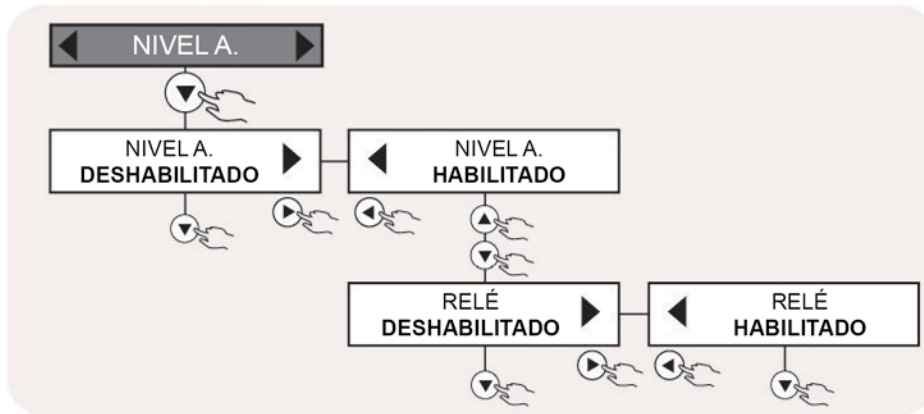 NIVEL A.
NIVEL A.
DESHABILITADO
NIVEL A.
HABILITADO
RELÉ
DESHABILITADO
RELÉ
HABILITADO